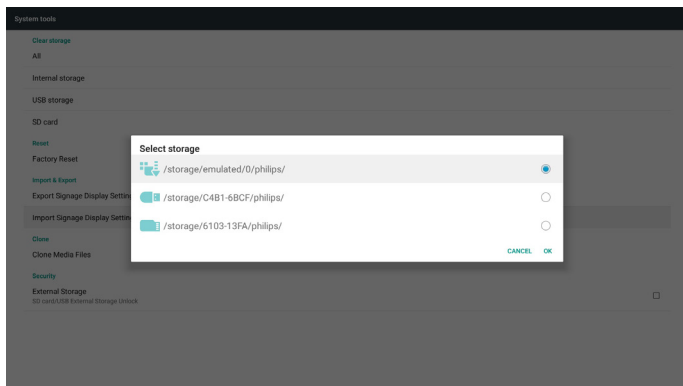 System tools
Clear storage
All
Internal storage
USB storage
SD card
Reset
Factory Reset
Import & Export
Export Signage Display Setting
Import Signage Display Settin
Clone
Clone Media Files
Security
External Storage
SD card/USB External Storage Unlock
Select storage
/storage/emulated/0/philips/
/storage/C4B1-6BCF/philips/
/storage/6103-13FA/philips/
CANCEL OK